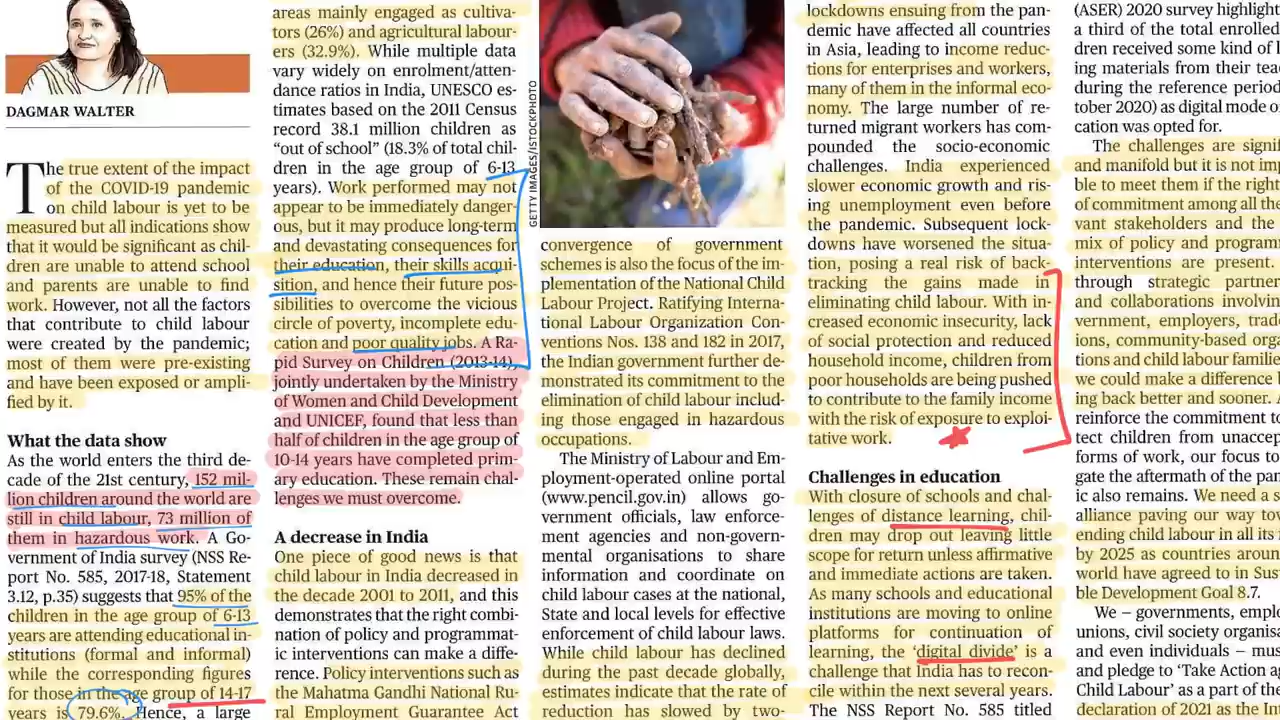 DAGMAR WALTER
The true extent of the impact
of the COVID-19 pandemic
on child labour is yet to be
measured but all indications show
that it would be significant as chil-
dren are unable to attend school
and parents are unable to find
work. However, not all the factors
that contribute to child labour
were created by the pandemic;
most of them were pre-existing
and have been exposed or ampli-
fied by it.
What the data show
As the world enters the third de-
cade of the 21st century, 152 mil-
lion children around the world are
still in child labour, 73 million of
them in hazardous work. A Go-
vernment of India survey (NSS Re-
port No. 585, 2017-18, Statement
3.12, p.35) suggests that 95% of the
children in the age group of 6-13
years are attending educational in-
stitutions (formal and informal)
while the corresponding figures
for those in the age group of 14-17
years is 79.6%. Hence, a large
areas mainly engaged as cultiva-
tors (26%) and agricultural labour-
ers (32.9%). While multiple data
vary widely on enrolment/atten-
dance ratios in India, UNESCO es-
timates based on the 2011 Census
record 38.1 million children as
“out of school” (18.3% of total chil-
dren in the age group of 6-13
years). Work performed may not
appear to be immediately danger-
ous, but it may produce long-term
and devastating consequences for
their education, their skills acqui-
sition and hence their future pos-
sibilities to overcome the vicious
circle of poverty, incomplete edu-
cation and poor quality jobs. A Ra-
pid Survey on Children (2013-14),
jointly undertaken by the Ministry
of Women and Child Development
and UNICEF, found that less than
half of children in the age group of
10-14 years have completed prim-
ary education. These remain chal-
lenges we must overcome.
A decrease in India
One piece of good news is that
child labour in India decreased in
the decade 2001 to 2011, and this
demonstrates that the right combi-
nation of policy and programmat-
ic interventions can make a diffe-
rence. Policy interventions such as
the Mahatma Gandhi National Ru-
ral Employment Guarantee Act
GETTY IMAGES/ISTOCKPHOTO
convergence of government
schemes is also the focus of the im-
plementation of the National Child
Labour Project. Ratifying Interna-
tional Labour Organization Con-
ventions Nos. 138 and 182 in 2017,
the Indian government further de-
monstrated its commitment to the
elimination of child labour includ-
ing those engaged in hazardous
occupations.
The Ministry of Labour and Em-
ployment-operated online portal
(www.pencil.gov.in) allows go-
vernment officials, law enforce-
ment agencies and non-govern-
mental organisations to share
information and coordinate on
child labour cases at the national,
State and local levels for effective
enforcement of child labour laws.
While child labour has declined
during the past decade globally,
estimates indicate that the rate of
reduction has slowed by two-
lockdowns ensuing from the pan-
demic have affected all countries
in Asia, leading to income reduc-
tions for enterprises and workers,
many of them in the informal eco-
nomy. The large number of re-
turned migrant workers has com-
pounded the socio-economic
challenges. India experienced
slower economic growth and ris-
ing unemployment even before
the pandemic. Subsequent lock-
downs have worsened the situa-
tion, posing a real risk of back-
tracking the gains made in
eliminating child labour. With in-
creased economic insecurity, lack
of social protection and reduced
household income, children from
poor households are being pushed
to contribute to the family income
with the risk of exposure to exploi-
tative work.
Challenges in education
With closure of schools and chal-
lenges of distance learning, chil-
dren may drop out leaving little
scope for return unless affirmative
and immediate actions are taken.
As many schools and educational
institutions are moving to online
platforms for continuation of
learning, the ‘digital divide’ is a
challenge that India has to recon-
cile within the next several years.
The NSS Report No. 585 titled
(ASER) 2020 survey highlight
a third of the total enrolled
dren received some kind of l
ing materials from their tea
during the reference period
tober 2020) as digital mode o
cation was opted for.
The challenges are signif
and manifold but it is not im
ble to meet them if the right
of commitment among all the
vant stakeholders and the
mix of policy and program
interventions are present.
through strategic partner
and collaborations involvin
vernment, employers, trad
ions, community-based orga
tions and child labour familie
we could make a difference
ing back better and sooner. A
reinforce the commitment to
tect children from unaccep
forms of work, our focus to
gate the aftermath of the pan
ic also remains. We need a s
alliance paving our way tow
ending child labour in all its
by 2025 as countries aroun
world have agreed to in Sus
ble Development Goal 8.7.
We – governments, emplo
unions, civil society organisa
and even individuals – mus
and pledge to ‘Take Action ag
Child Labour’ as a part of the
declaration of 2021 as the In